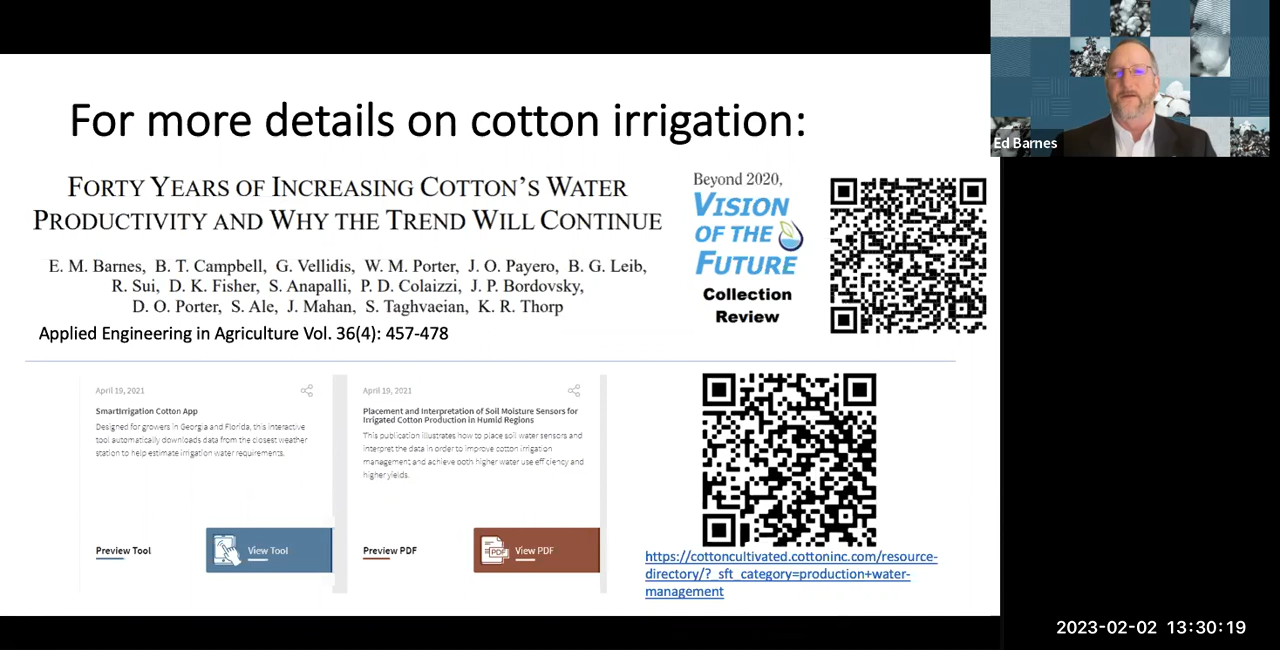 For more details on cotton irrigation:
FORTY YEARS OF INCREASING COTTON'S WATER
PRODUCTIVITY AND WHY THE TREND WILL CONTINUE
E. M. Barnes, B. T. Campbell, G. Vellidis, W. M. Porter, J. O. Payero, B. G. Leib,
R. Sui, D. K. Fisher, S. Anapalli, P. D. Colaizzi, J. P. Bordovsky,
D. O. Porter, S. Ale, J. Mahan, S. Taghvaeian, K. R. Thorp
Applied Engineering in Agriculture Vol. 36(4): 457-478
Beyond 2020,
VISION
OF THE
FUTURE
Collection
Review
Ed Barnes
April 19, 2021
SmartIrrigation Cotton App
Designed for growers in Georgia and Florida, this interactive
tool automatically downloads data from the closest weather
station to help estimate irrigation water requirements.
Preview Tool
View Tool
April 19, 2021
Placement and Interpretation of Soil Moisture Sensors for
Irrigated Cotton Production in Humid Regions
This publication illustrates how to place soil water sensors and
interpret the data in order to improve cotton irrigation
management and achieve both higher water use efficiency and
higher yields.
Preview PDF
PDF
View PDF
https://cottoncultivated.cottoninc.com/resource-
directory/?_sft_category=production+water-
management
2023-02-02 13:30:19